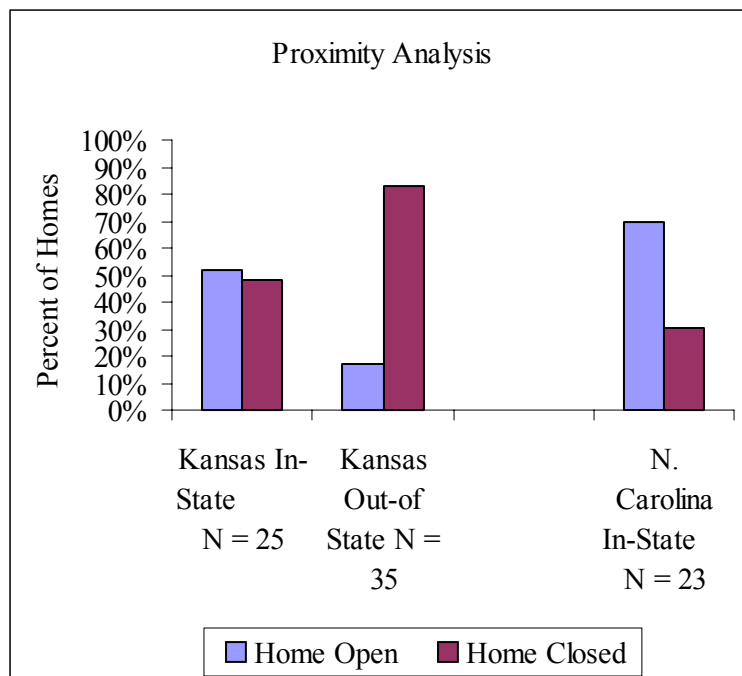 Proximity Analysis
Percent of Homes
100%
90%
80%
70%
60%
50%
40%
30%
20%
10%
0%
Kansas In-
State
N = 25
Kansas
Out-of
State N =
35
N.
Carolina
In-State
N = 23
Home Open
Home Closed